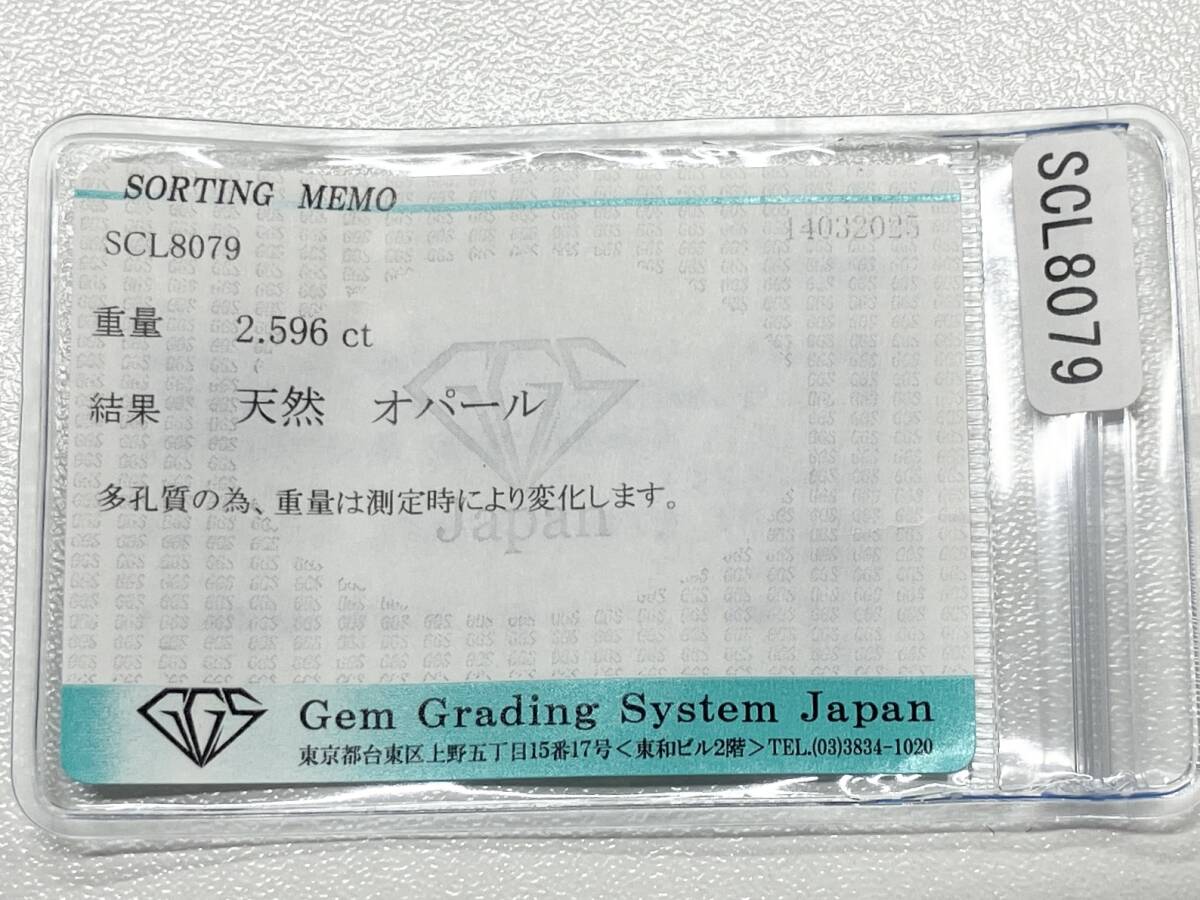 SORTING MEMO
SCL8079
14032025
重量 2.596 ct
結果 天然 オパール
多孔質の為、重量は測定時により変化します。
GGS
Japan
GGS Gem Grading System Japan
東京都台東区上野五丁目15番17号＜東和ビル2階＞TEL.(03)3834-1020
SCL8079